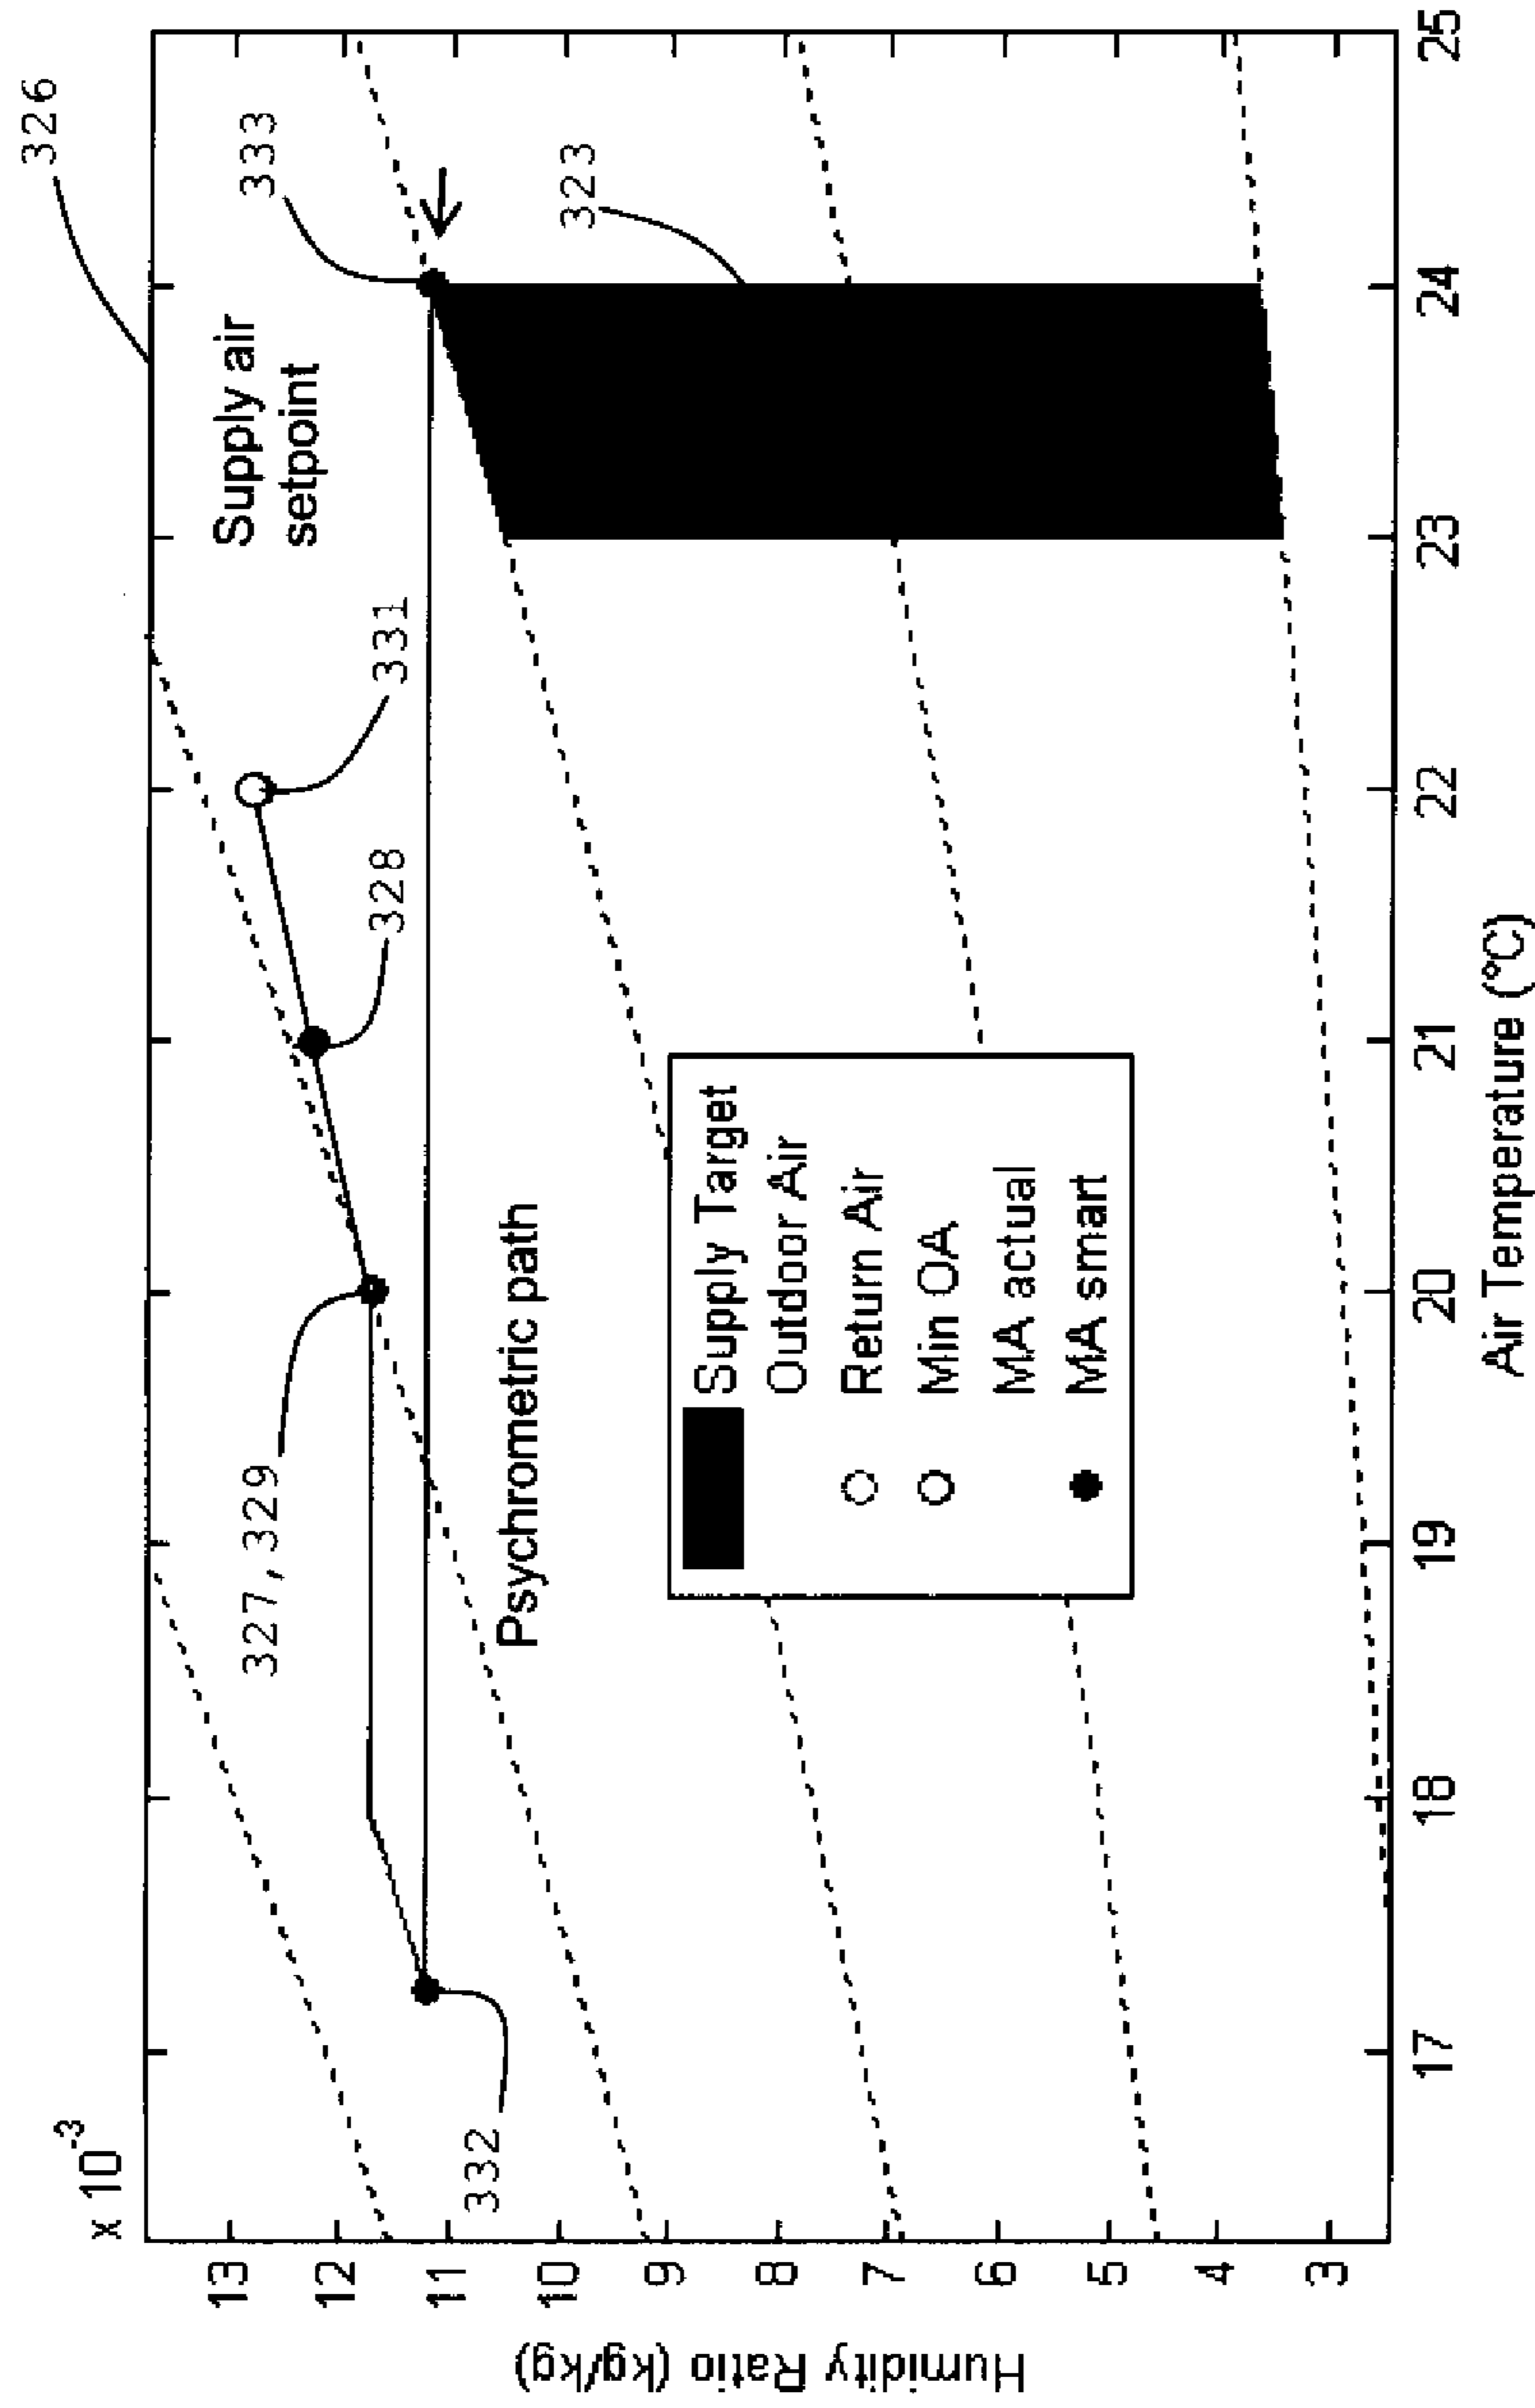 326
x 10-3
Supply air
setpoint
333
323
331
328
327,329
332
Psychrometric path
Supply Target
Outdoor Air
Return Air
Min OA
MA actual
MA smart
13
12
11
10
9
8
7
6
5
4
3
Humidity Ratio (kg/kg)
17
18
19
20
21
22
23
24
25
Air Temperature (°C)